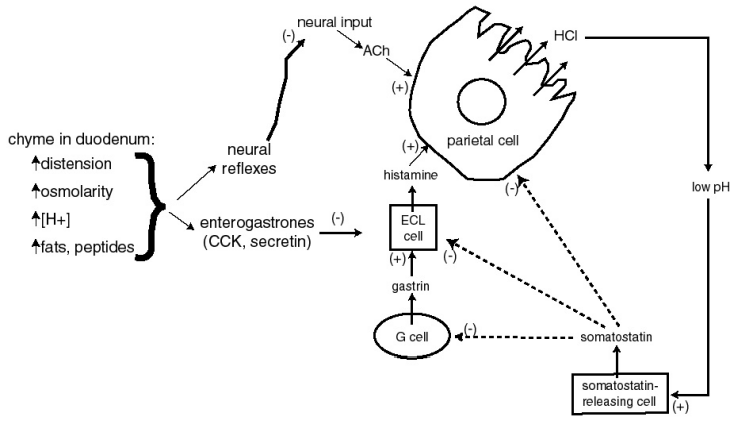 neural input
(-)
ACh
(+)
HCl
parietal cell
(+)
histamine
(-)
low pH
chyme in duodenum:
distension
osmolarity
[H+]
fats, peptides
neural
reflexes
enterogastrones
(CCK, secretin)
(-)
ECL
cell
(+)
(-)
gastrin
G cell
(-)
somatostatin
somatostatin-
releasing cell
(+)